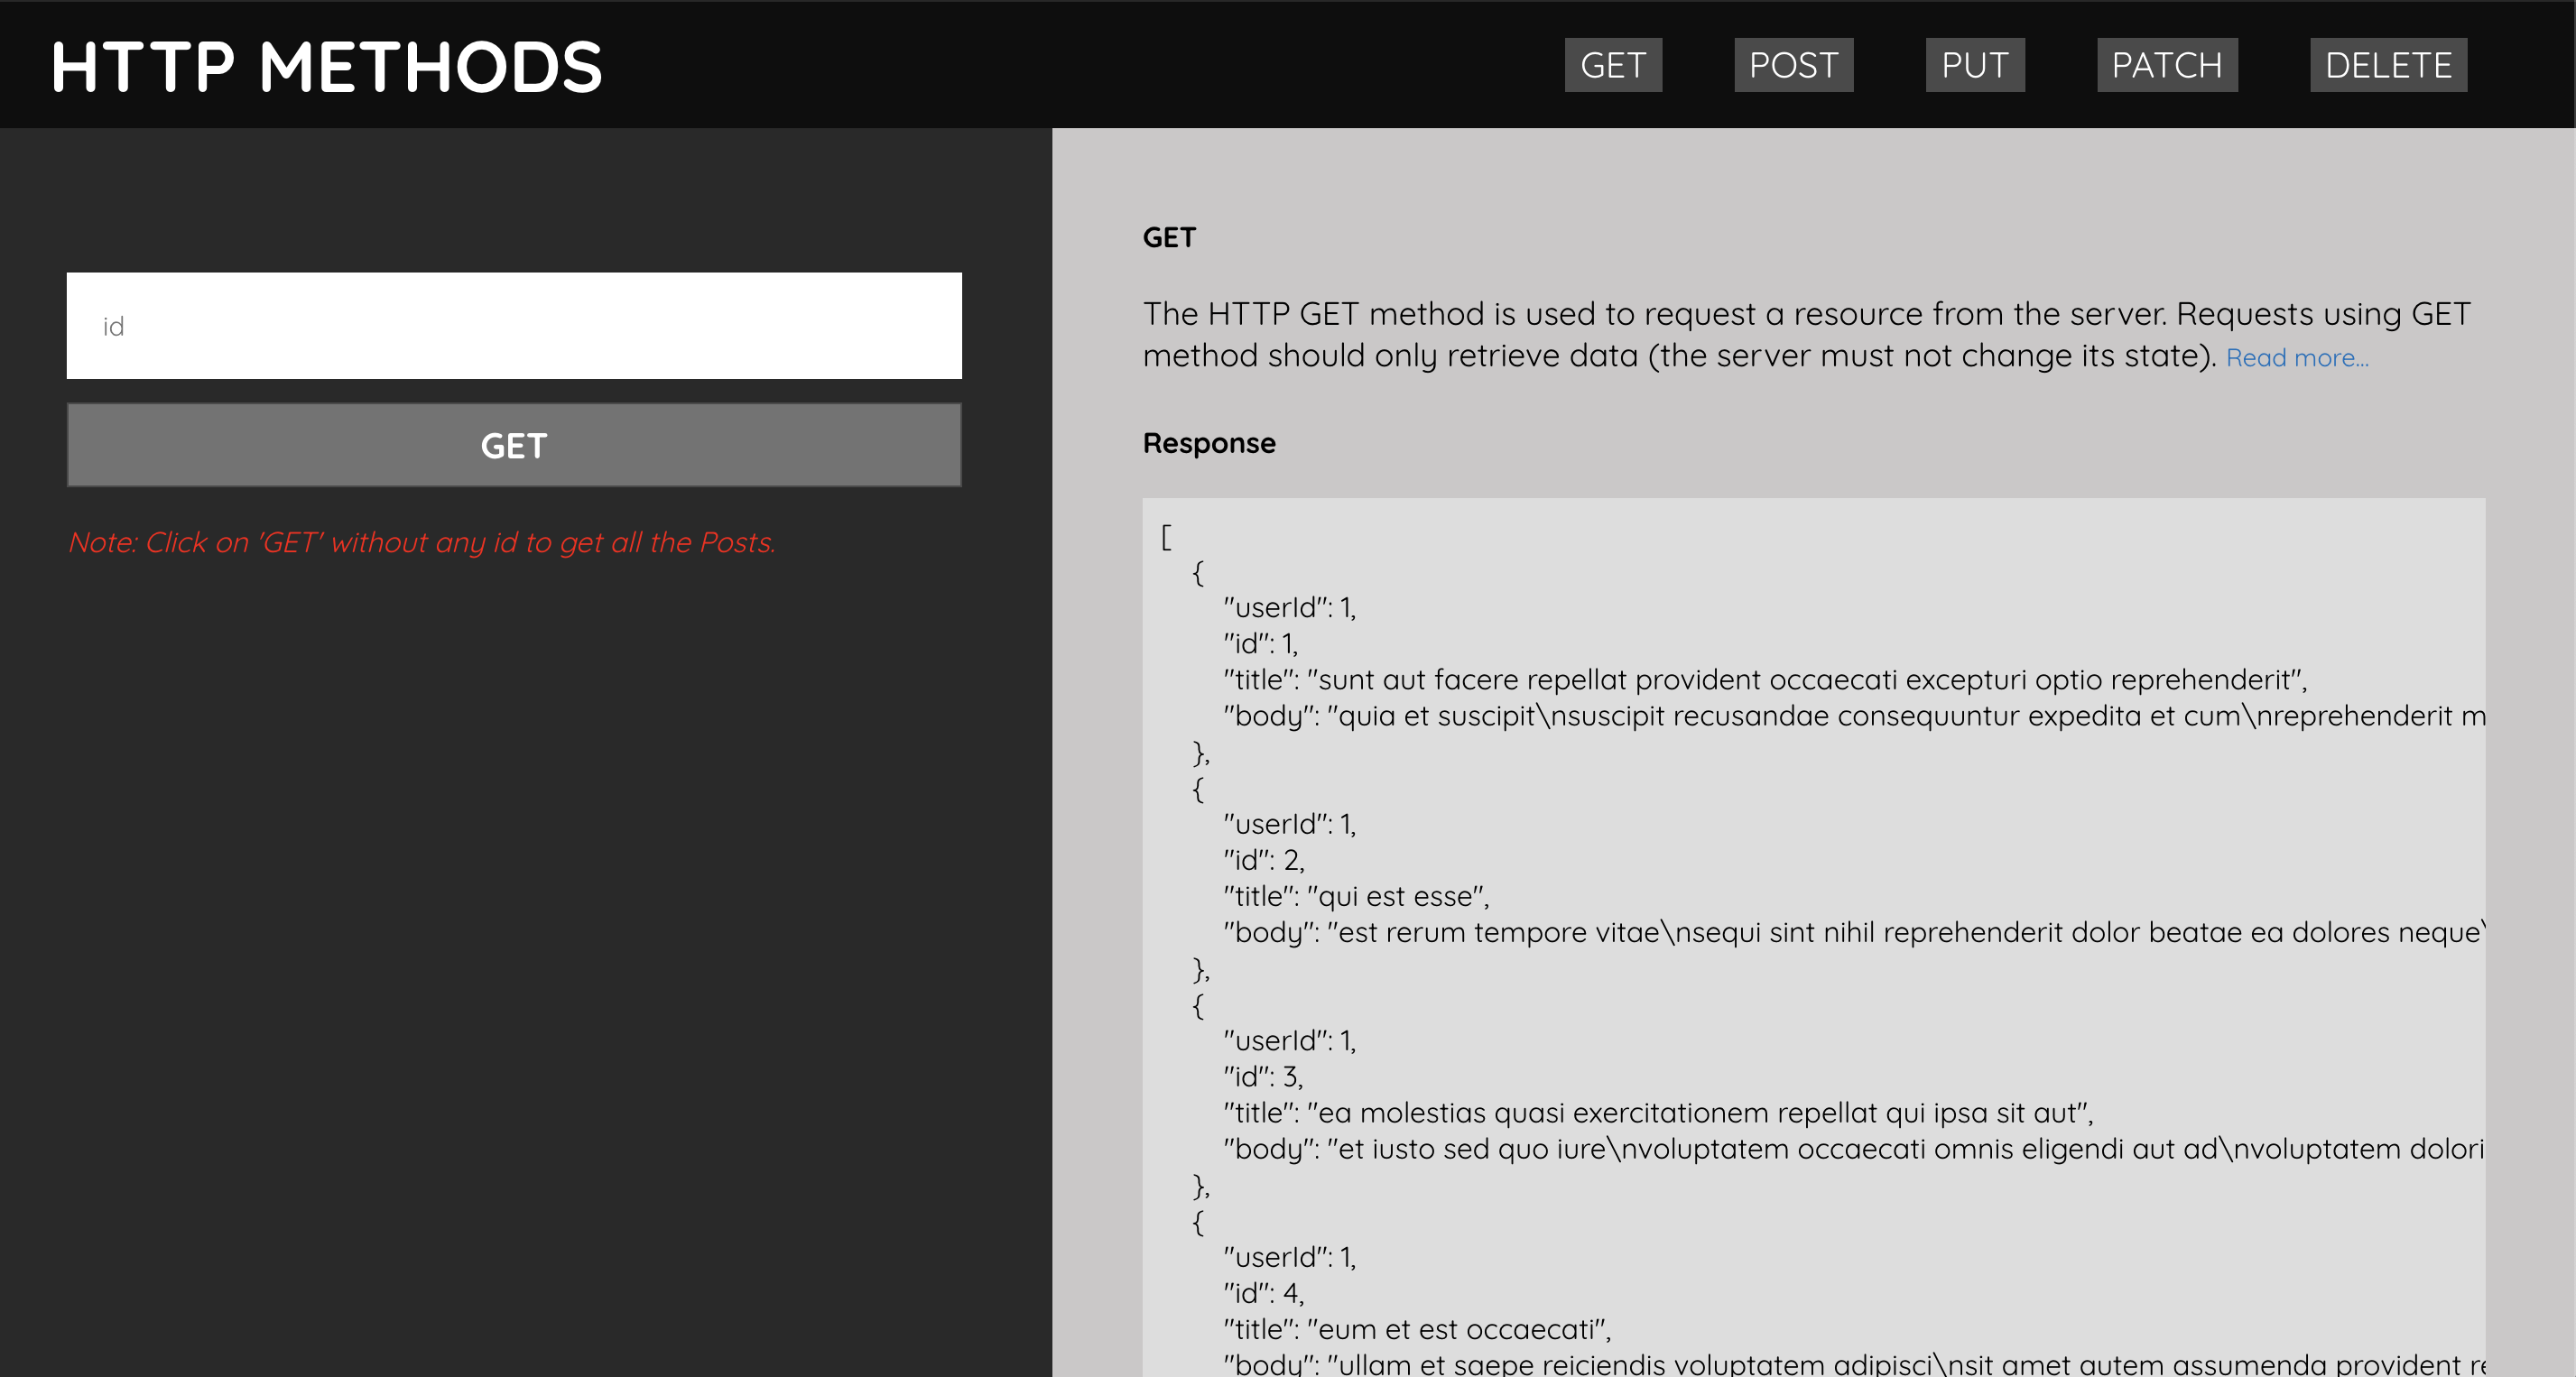 HTTP METHODS
GET POST PUT PATCH DELETE
id
GET
Note: Click on 'GET' without any id to get all the Posts.
GET
The HTTP GET method is used to request a resource from the server. Requests using GET
method should only retrieve data (the server must not change its state). Read more...
Response
[
{
"userId": 1,
"id": 1,
"title": "sunt aut facere repellat provident occaecati excepturi optio reprehenderit",
"body": "quia et suscipit\nsuscipit recusandae consequuntur expedita et cum\nreprehenderit m
},
{
"userId": 1,
"id": 2,
"title": "qui est esse",
"body": "est rerum tempore vitae\nsequi sint nihil reprehenderit dolor beatae ea dolores neque\
},
{
"userId": 1,
"id": 3,
"title": "ea molestias quasi exercitationem repellat qui ipsa sit aut",
"body": "et iusto sed quo iure\nvoluptatem occaecati omnis eligendi aut ad\nvoluptatem dolori
},
{
"userId": 1,
"id": 4,
"title": "eum et est occaecati",
"body": "ullam et saepe reiciendis voluptatem adipisci\nsit amet autem assumenda provident re